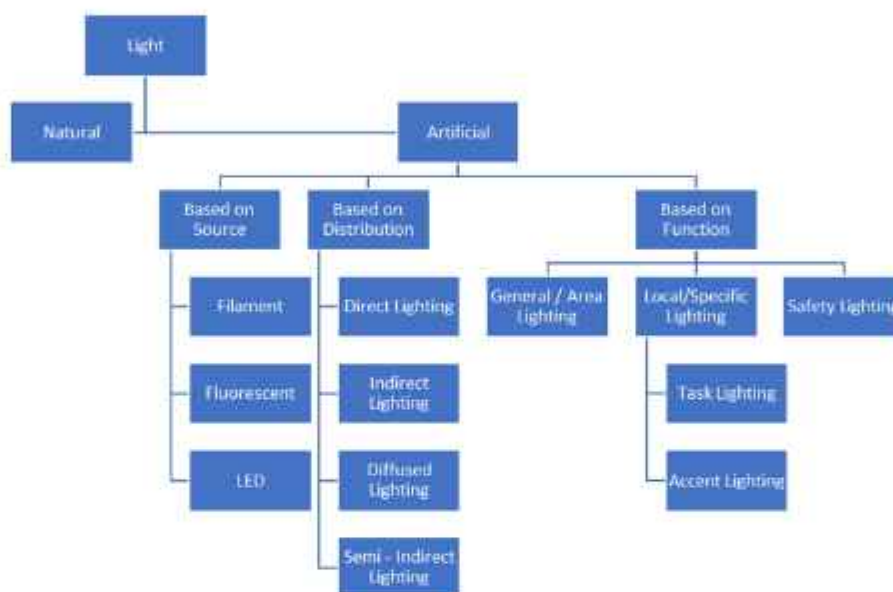 Light
Natural
Artificial
Based on
Source
Based on
Distribution
Based on
Function
Filament
Direct Lighting
General / Area
Lighting
Local/Specific
Lighting
Safety Lighting
Fluorescent
Indirect
Lighting
Task Lighting
LED
Diffused
Lighting
Accent Lighting
Semi - Indirect
Lighting